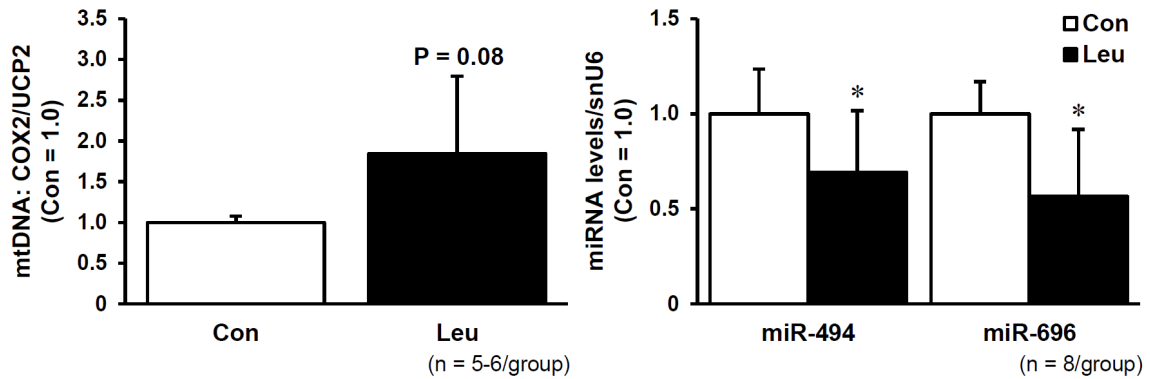 mtDNA: COX2/UCP2
(Con = 1.0)
3.5
3.0
2.5
2.0
1.5
1.0
0.5
0
P = 0.08
Con
Leu
(n = 5-6/group)
miRNA levels/snU6
(Con = 1.0)
1.5
1.0
0.5
0
Con
Leu
*
*
miR-494
miR-696
(n = 8/group)